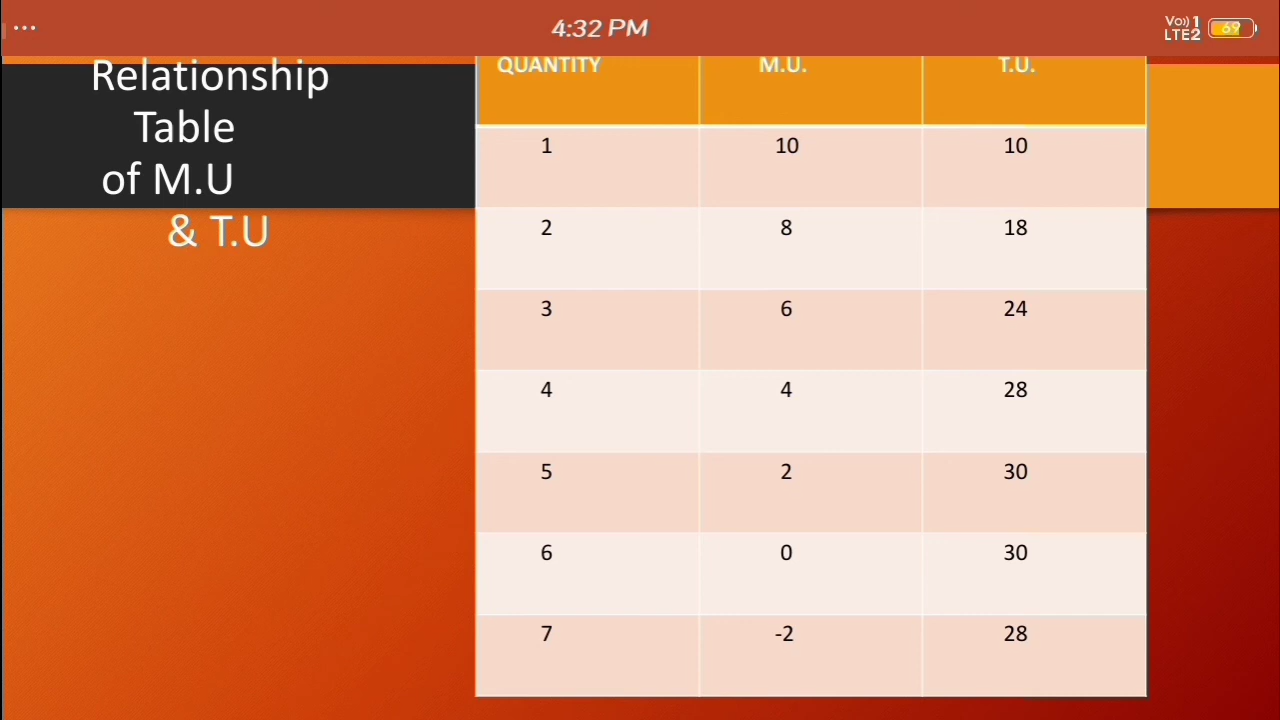 4:32 PM
Vo)) 1
LTE2
69
Relationship
Table
of M.U
& T.U
QUANTITY M.U. T.U.
1 10 10
2 8 18
3 6 24
4 4 28
5 2 30
6 0 30
7 -2 28